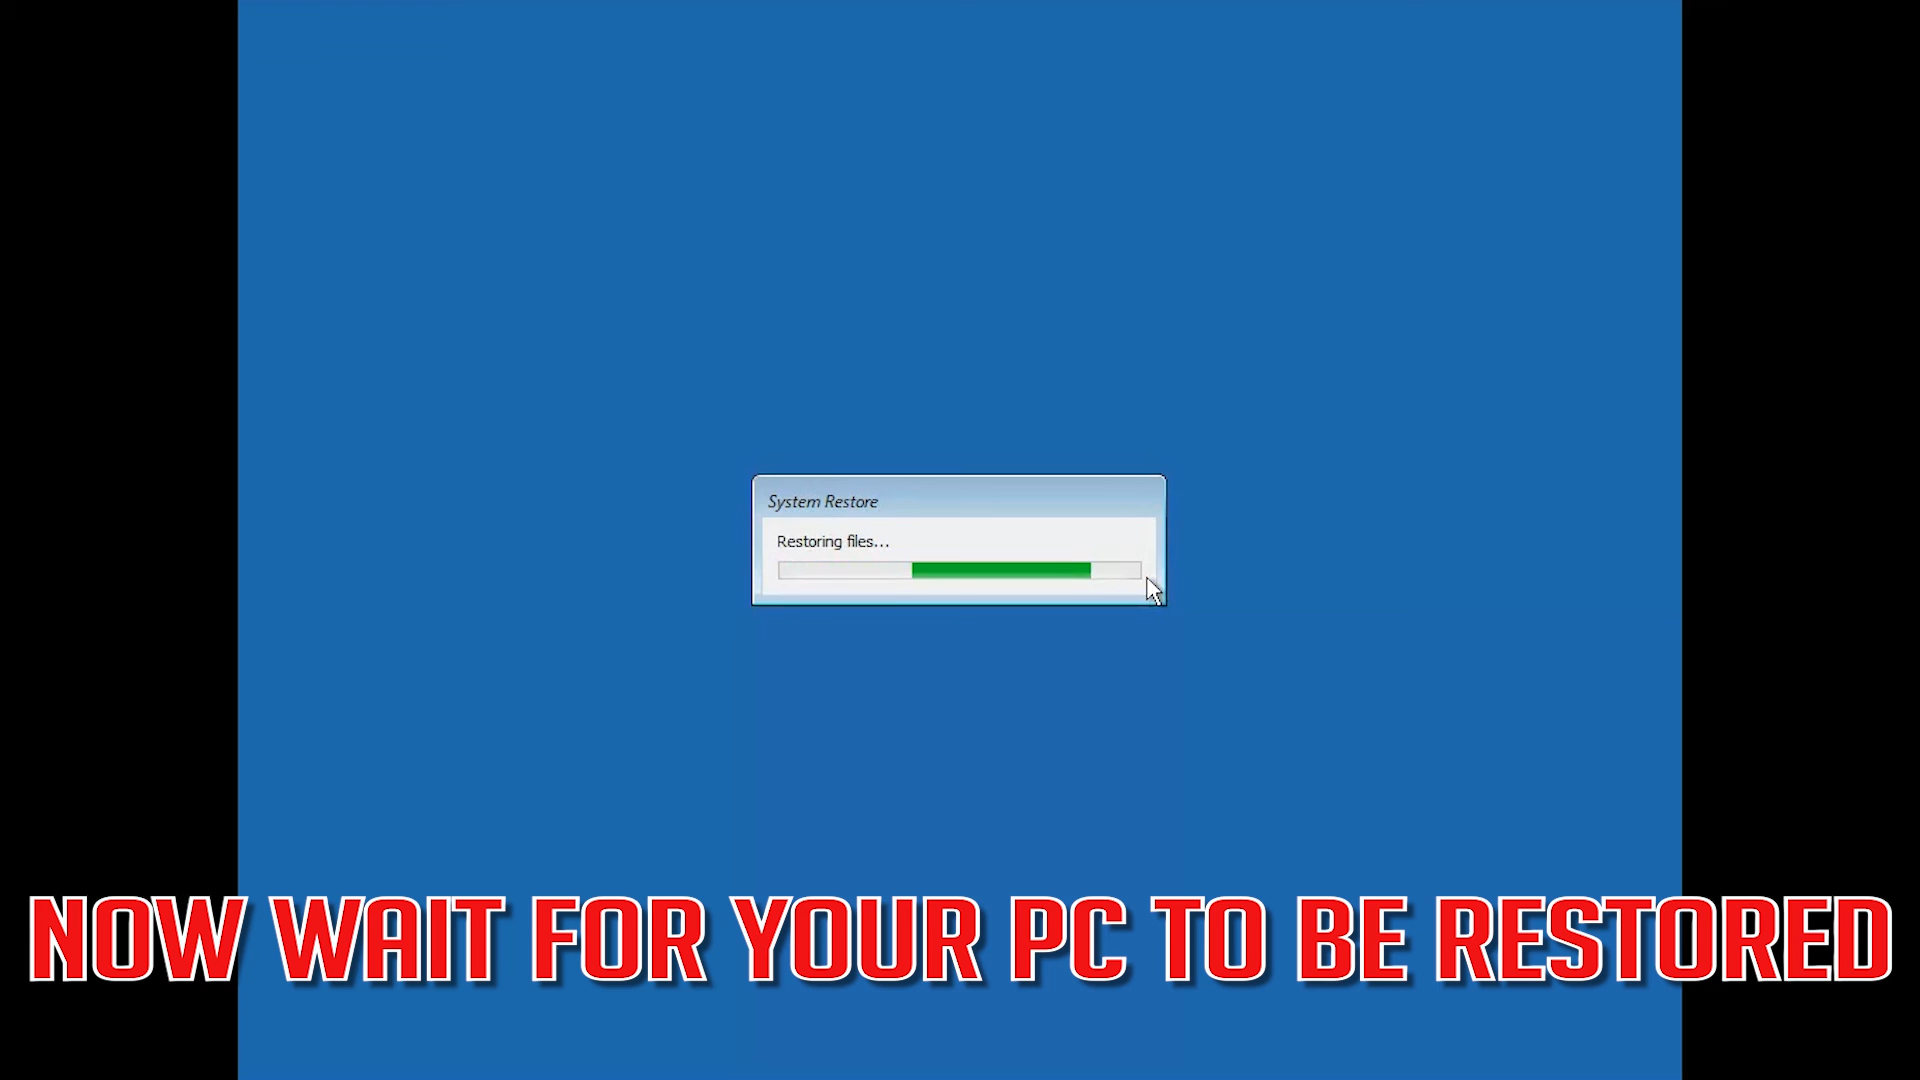 System Restore
Restoring files...
NOW WAIT FOR YOUR PC TO BE RESTORED